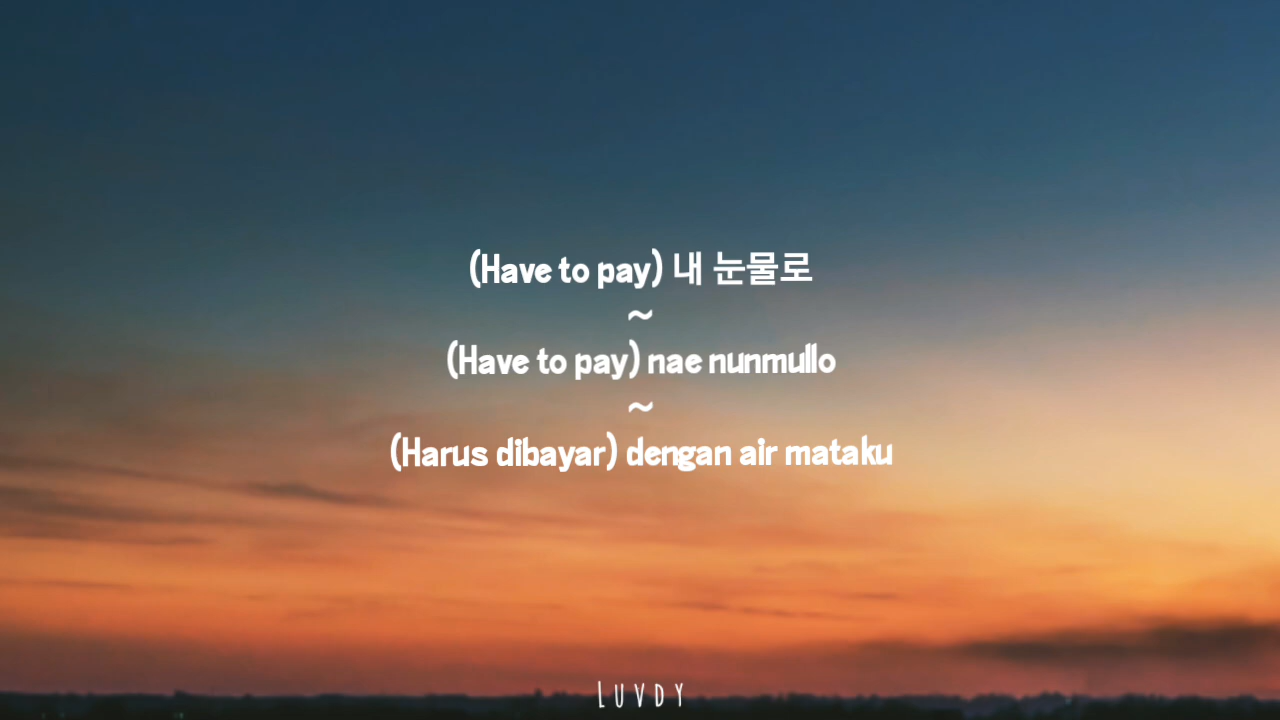 (Have to pay) 내 눈물로
~
(Have to pay) nae nunmullo
~
(Harus dibayar) dengan air mataku
LUVDY